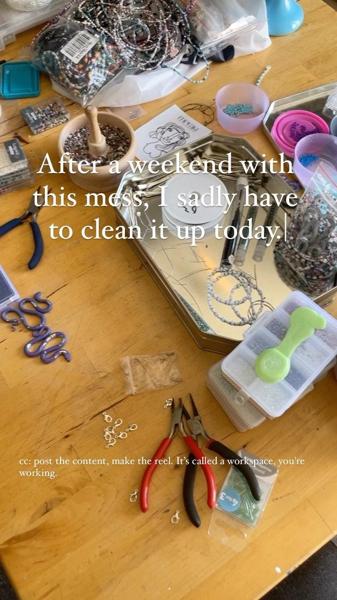 After a weekend with
this mess, I sadly have
to clean it up today.
cc: post the content, make the reel. It's called a workspace, you're
working.